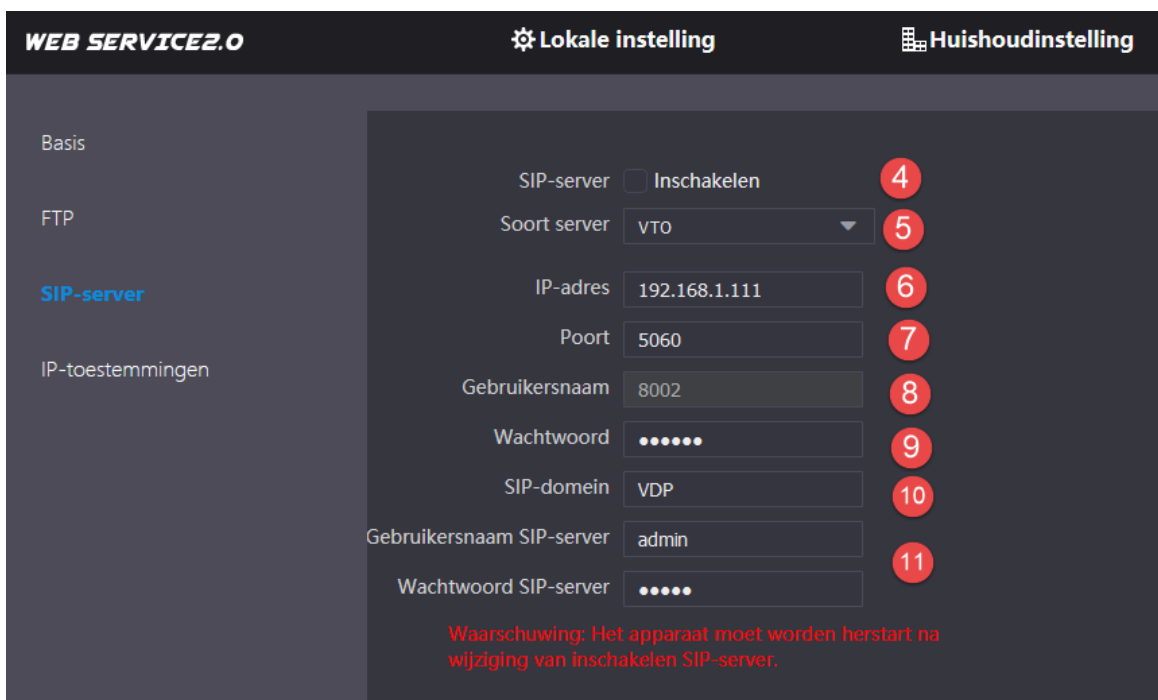 WEB SERVICE2.0 Lokale instelling Huishoudinstelling
Basis
FTP
SIP-server
IP-toestemmingen
SIP-server Inschakelen 4
Soort server VTO 5
IP-adres 192.168.1.111 6
Poort 5060 7
Gebruikersnaam 8002 8
Wachtwoord •••••• 9
SIP-domein VDP 10
Gebruikersnaam SIP-server admin
11
Wachtwoord SIP-server •••••
Waarschuwing: Het apparaat moet worden herstart na
wijziging van inschakelen SIP-server.